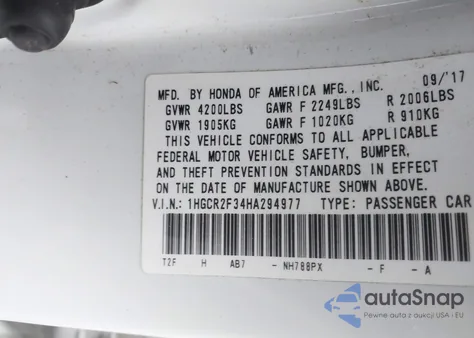 MFD. BY HONDA OF AMERICA MFG., INC. 09/'17
GVWR 4200LBS GAWR F 2249LBS R 2006LBS
GVWR 1905KG GAWR F 1020KG R 910KG
THIS VEHICLE CONFORMS TO ALL APPLICABLE
FEDERAL MOTOR VEHICLE SAFETY, BUMPER,
AND THEFT PREVENTION STANDARDS IN EFFECT
ON THE DATE OF MANUFACTURE SHOWN ABOVE.
V.I.N.: 1HGCR2F34HA294977 TYPE: PASSENGER CAR
T2F H AB7 - NH788PX - F - A
autoSnap
Pewne auta z aukcji USA i EU